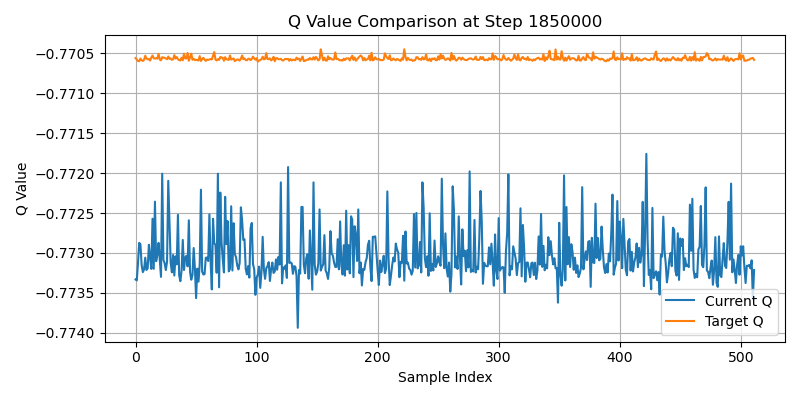 Q Value Comparison at Step 1850000
Q Value
−0.7705
−0.7710
−0.7715
−0.7720
−0.7725
−0.7730
−0.7735
−0.7740
0 100 200 300 400 500
Sample Index
Current Q
Target Q